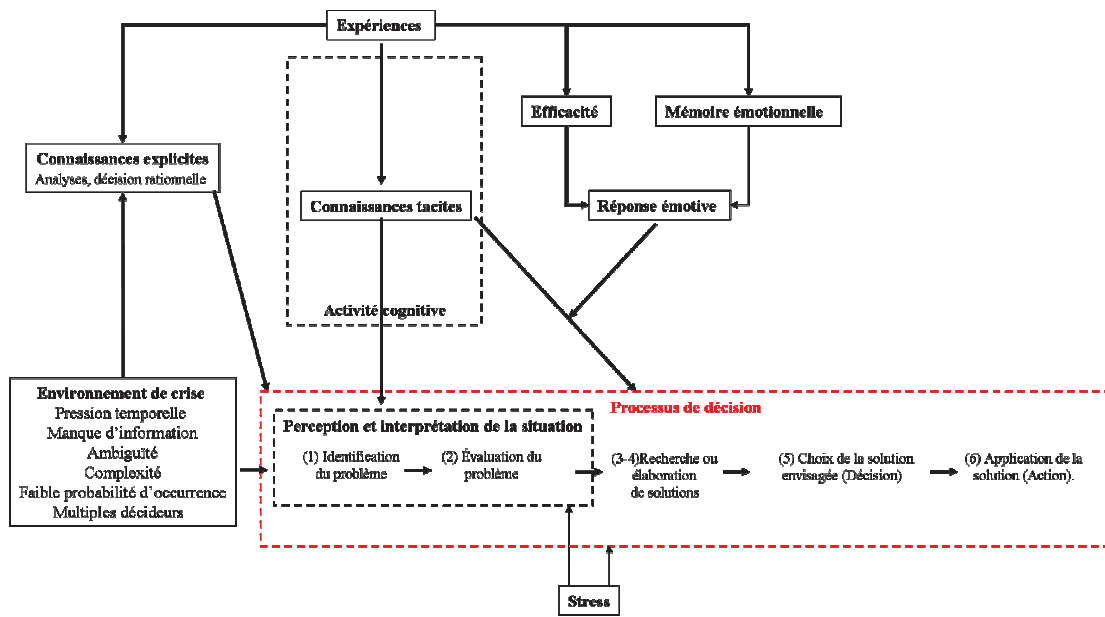 Expériences
Efficacité
Mémoire émotionnelle
Connaissances explicites
Analyses, décision rationnelle
Connaissances tacites
Réponse émotive
Activité cognitive
Environnement de crise
Pression temporelle
Manque d'information
Ambiguïté
Complexité
Faible probabilité d'occurrence
Multiples décideurs
Processus de décision
Perception et interprétation de la situation
(1) Identification
du problème
(2) Évaluation du
problème
(3-4)Recherche ou
élaboration
de solutions
(5) Choix de la solution
envisagée (Décision)
(6) Application de la
solution (Action).
Stress